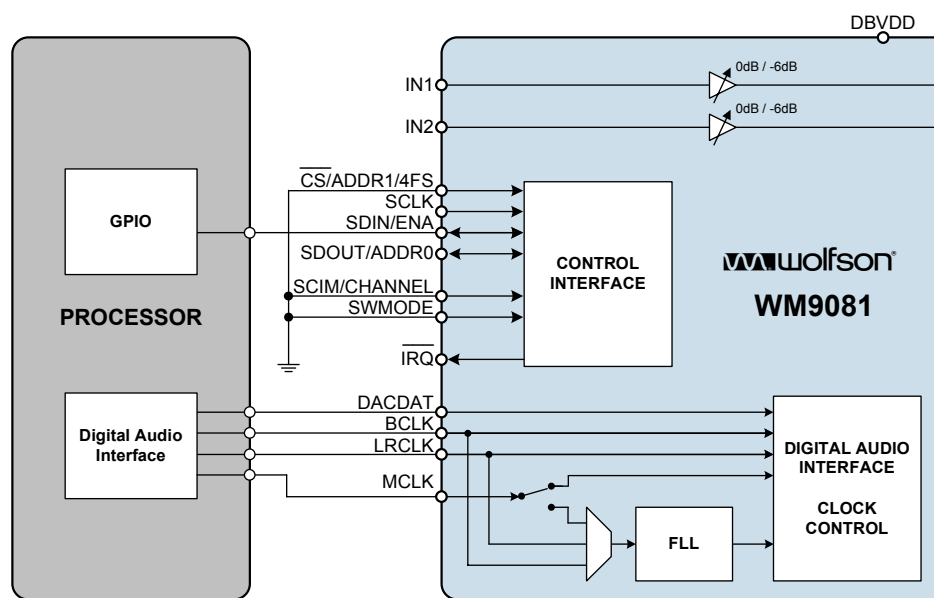 DBVDD
IN1
0dB / -6dB
IN2
0dB / -6dB
CS/ADDR1/4FS
SCLK
SDIN/ENA
SDOUT/ADDR0
SCIM/CHANNEL
SWMODE
IRQ
GPIO
PROCESSOR
CONTROL
INTERFACE
wolfson®
WM9081
Digital Audio
Interface
DACDAT
BCLK
LRCLK
MCLK
FLL
DIGITAL AUDIO
INTERFACE
CLOCK
CONTROL